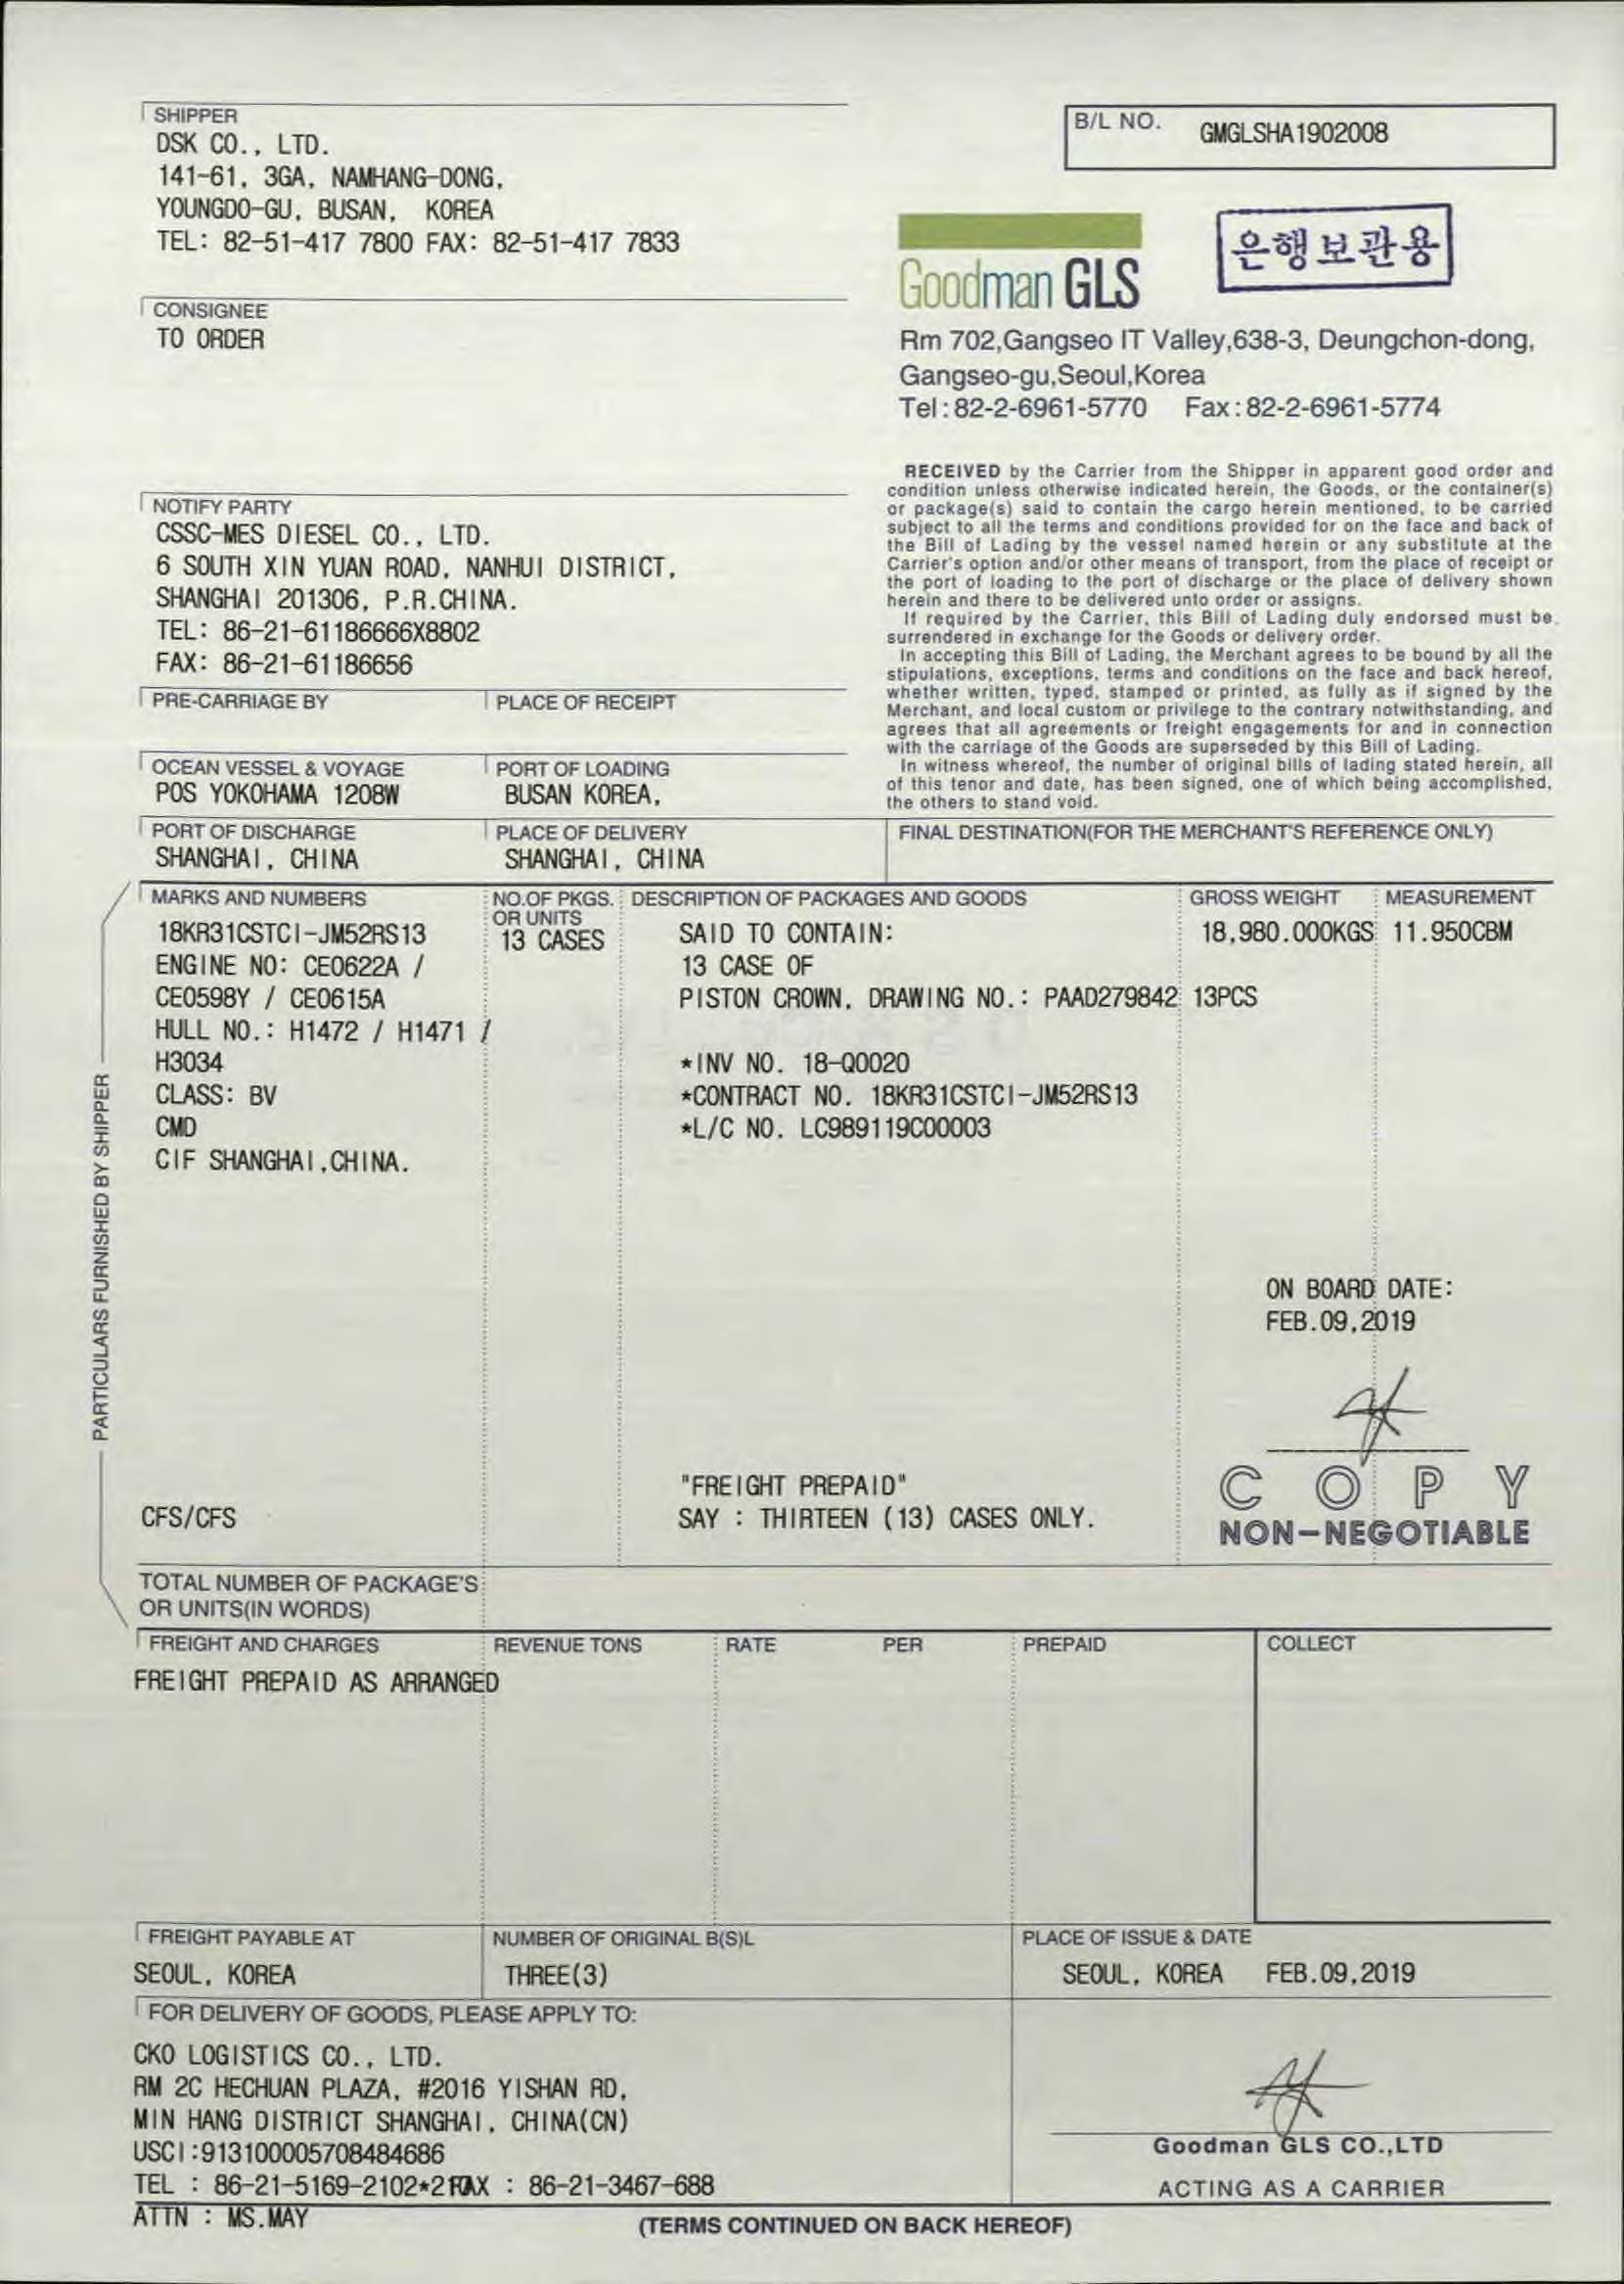 SHIPPER
DSK CO., LTD.
141-61, 3GA, NAMHANG-DONG,
YOUNGDO-GU, BUSAN, KOREA
TEL: 82-51-417 7800 FAX: 82-51-417 7833
B/L NO. GMGLSHA1902008
Goodman GLS
은행보관용
Rm 702,Gangseo IT Valley,638-3, Deungchon-dong,
Gangseo-gu,Seoul,Korea
Tel:82-2-6961-5770 Fax:82-2-6961-5774
CONSIGNEE
TO ORDER
NOTIFY PARTY
CSSC-MES DIESEL CO., LTD.
6 SOUTH XIN YUAN ROAD, NANHUI DISTRICT,
SHANGHAI 201306, P.R.CHINA.
TEL: 86-21-61186666X8802
FAX: 86-21-61186656
RECEIVED by the Carrier from the Shipper in apparent good order and
condition unless otherwise indicated herein, the Goods, or the container(s)
or package(s) said to contain the cargo herein mentioned, to be carried
subject to all the terms and conditions provided for on the face and back of
the Bill of Lading by the vessel named herein or any substitute at the
Carrier's option and/or other means of transport, from the place of receipt or
the port of loading to the port of discharge or the place of delivery shown
herein and there to be delivered unto order or assigns.
If required by the Carrier, this Bill of Lading duly endorsed must be
surrendered in exchange for the Goods or delivery order.
In accepting this Bill of Lading, the Merchant agrees to be bound by all the
stipulations, exceptions, terms and conditions on the face and back hereof,
whether written, typed, stamped or printed, as fully as if signed by the
Merchant, and local custom or privilege to the contrary notwithstanding, and
agrees that all agreements or freight engagements for and in connection
with the carriage of the Goods are superseded by this Bill of Lading.
In witness whereof, the number of original bills of lading stated herein, all
of this tenor and date, has been signed, one of which being accomplished,
the others to stand void.
PRE-CARRIAGE BY PLACE OF RECEIPT
OCEAN VESSEL & VOYAGE PORT OF LOADING
POS YOKOHAMA 1208W BUSAN KOREA,
PORT OF DISCHARGE PLACE OF DELIVERY FINAL DESTINATION(FOR THE MERCHANT'S REFERENCE ONLY)
SHANGHAI, CHINA SHANGHAI, CHINA
PARTICULARS FURNISHED BY SHIPPER
MARKS AND NUMBERS NO.OF PKGS. DESCRIPTION OF PACKAGES AND GOODS GROSS WEIGHT MEASUREMENT
OR UNITS
18KR31CSTCI-JM52RS13 13 CASES SAID TO CONTAIN: 18,980.000KGS 11.950CBM
ENGINE NO: CE0622A / 13 CASE OF
CE0598Y / CE0615A PISTON CROWN, DRAWING NO.: PAAD279842 13PCS
HULL NO.: H1472 / H1471 /
H3034 *INV NO. 18-Q0020
CLASS: BV *CONTRACT NO. 18KR31CSTCI-JM52RS13
CMD *L/C NO. LC989119C00003
CIF SHANGHAI,CHINA.
ON BOARD DATE:
FEB.09,2019
"FREIGHT PREPAID" COPY
CFS/CFS SAY : THIRTEEN (13) CASES ONLY. NON-NEGOTIABLE
TOTAL NUMBER OF PACKAGE'S
OR UNITS(IN WORDS)
FREIGHT AND CHARGES REVENUE TONS RATE PER PREPAID COLLECT
FREIGHT PREPAID AS ARRANGED
FREIGHT PAYABLE AT NUMBER OF ORIGINAL B(S)L PLACE OF ISSUE & DATE
SEOUL, KOREA THREE(3) SEOUL, KOREA FEB.09,2019
FOR DELIVERY OF GOODS, PLEASE APPLY TO:
CKO LOGISTICS CO., LTD.
RM 2C HECHUAN PLAZA, #2016 YISHAN RD,
MIN HANG DISTRICT SHANGHAI, CHINA(CN)
USCI:913100005708484686
TEL : 86-21-5169-2102 : 86-21-3467-688
ATTN : MS.MAY
Goodman GLS CO.,LTD
ACTING AS A CARRIER
(TERMS CONTINUED ON BACK HEREOF)